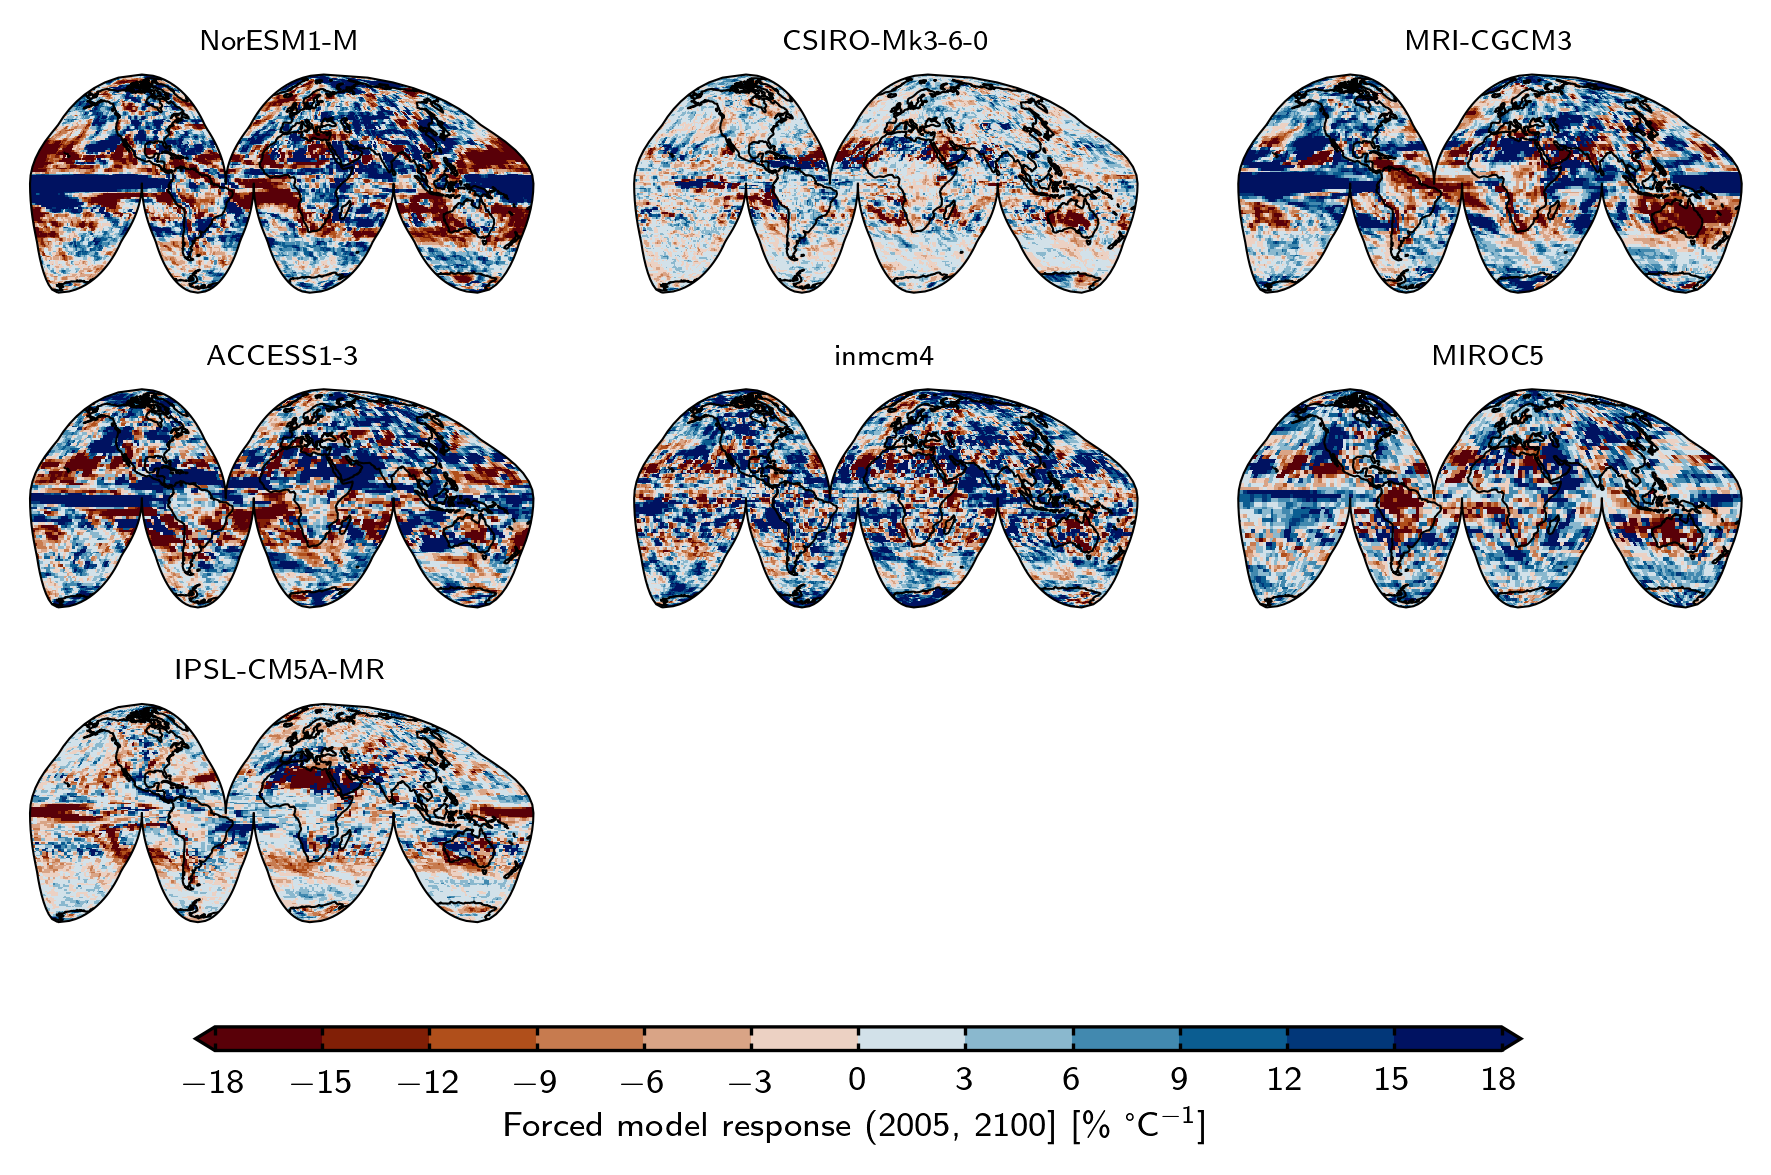 NorESM1-M
CSIRO-Mk3-6-0
MRI-CGCM3
ACCESS1-3
inmcm4
MIROC5
IPSL-CM5A-MR
−18 −15 −12 −9 −6 −3 0 3 6 9 12 15 18
Forced model response (2005, 2100] [% °C⁻¹]